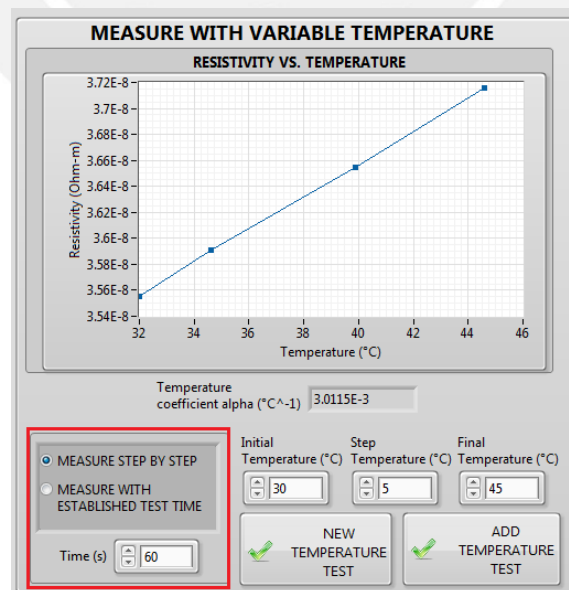 MEASURE WITH VARIABLE TEMPERATURE
RESISTIVITY VS. TEMPERATURE
Resistivity (Ohm-m)
3.72E-8
3.7E-8
3.68E-8
3.66E-8
3.64E-8
3.62E-8
3.6E-8
3.58E-8
3.56E-8
3.54E-8
32 34 36 38 40 42 44 46
Temperature (°C)
Temperature
coefficient alpha (°C^-1) 3.0115E-3
MEASURE STEP BY STEP
MEASURE WITH
ESTABLISHED TEST TIME
Time (s) 60
Initial
Temperature (°C)
30
Step
Temperature (°C)
5
Final
Temperature (°C)
45
NEW
TEMPERATURE
TEST
ADD
TEMPERATURE
TEST